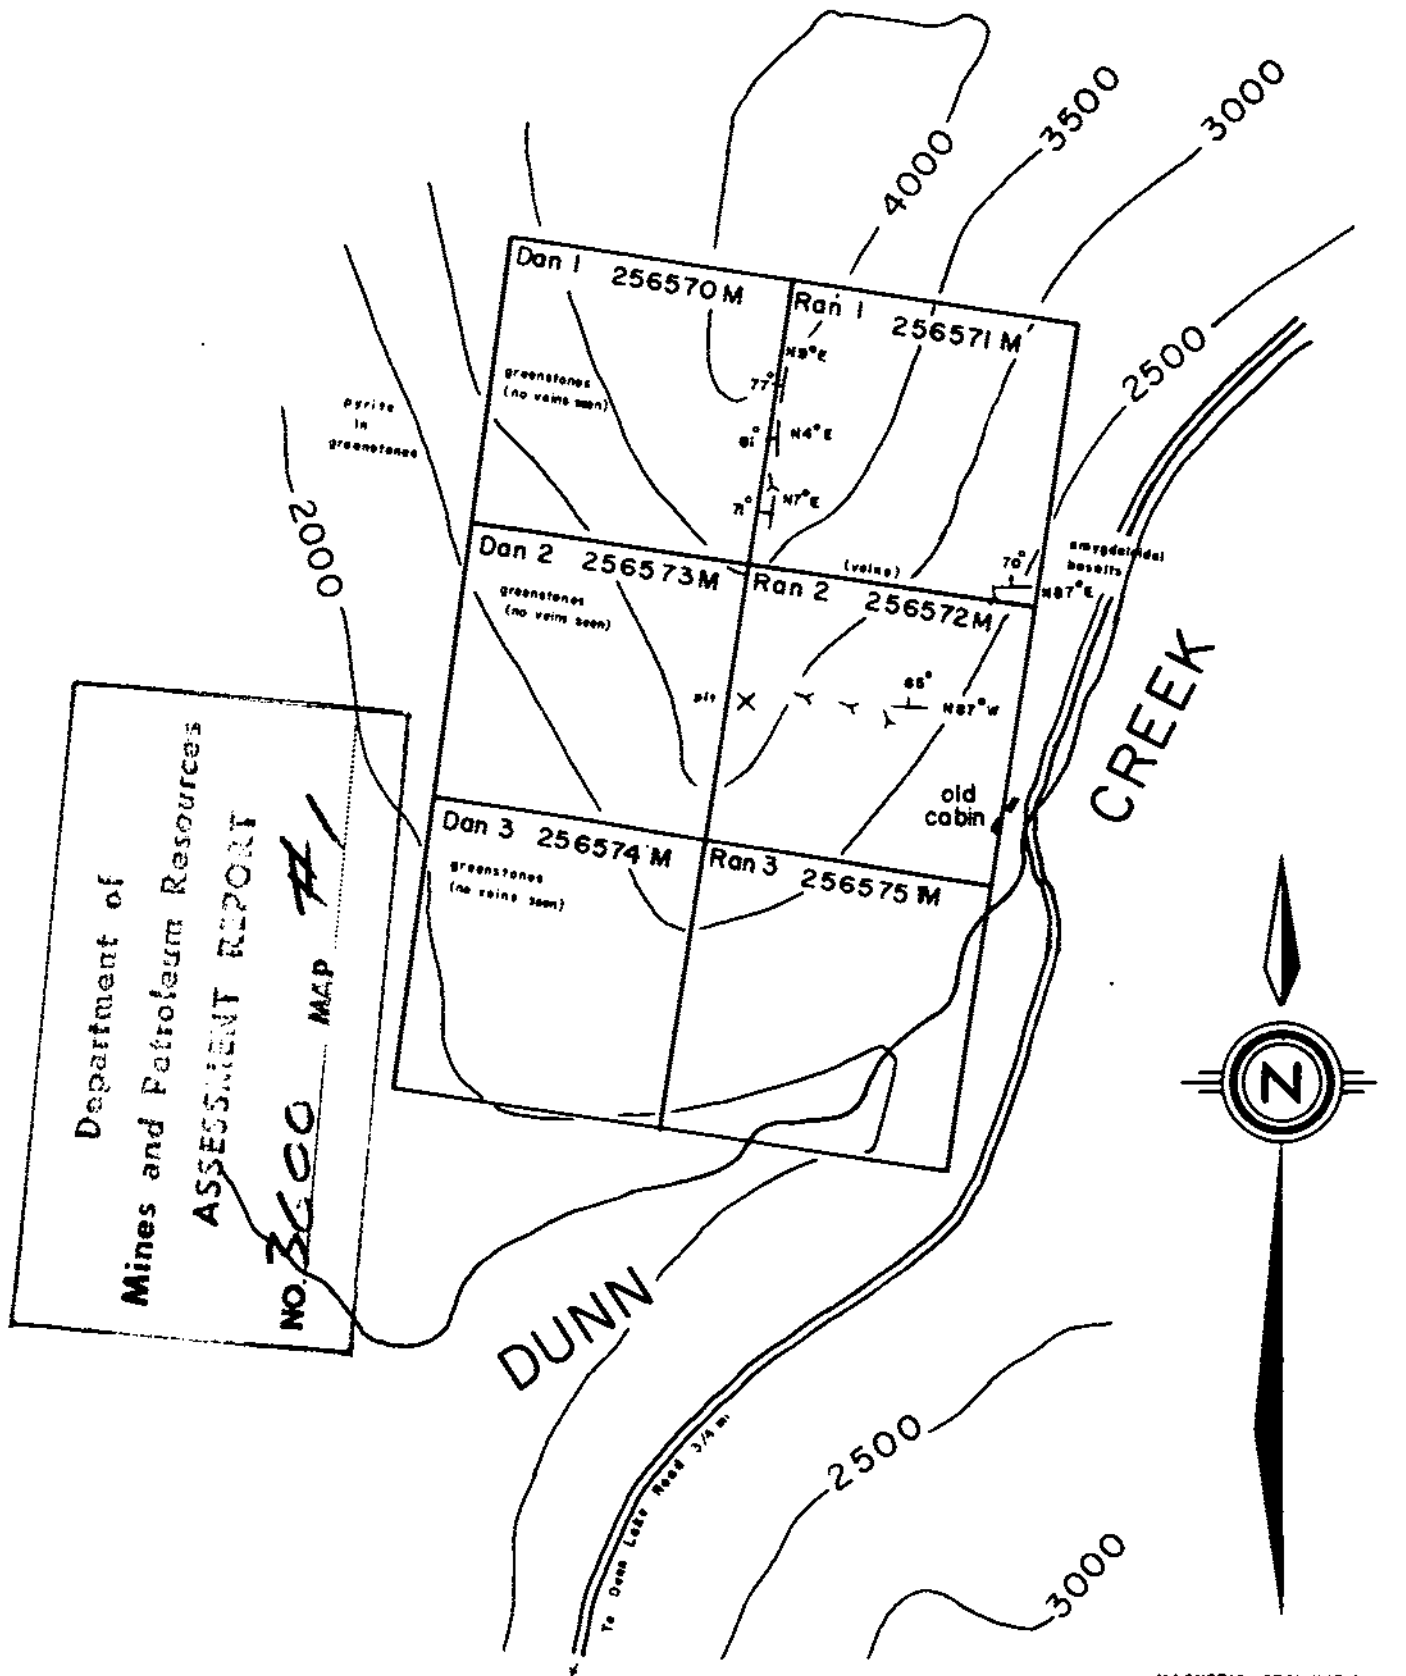 3500
3000
4000
Dan 1 256570 M
Ran 1 256571 M
2500
N9°E
77°
greenstones
(no veins seen)
pyrite
in
greenstones
81° N4°E
71° N7°E
2000
amygdaloidal
basalts
Dan 2 256573 M
Ran 2 256572 M
(veins)
70°
N87°E
greenstones
(no veins seen)
65°
pit
N87°W
CREEK
old
cabin
Dan 3 256574 M
Ran 3 256575 M
greenstones
(no veins seen)
Department of
Mines and Petroleum Resources
ASSESSMENT REPORT
NO. 3600 MAP #1
N
DUNN
To Dunn Lake Road 3/4 mi
2500
3000